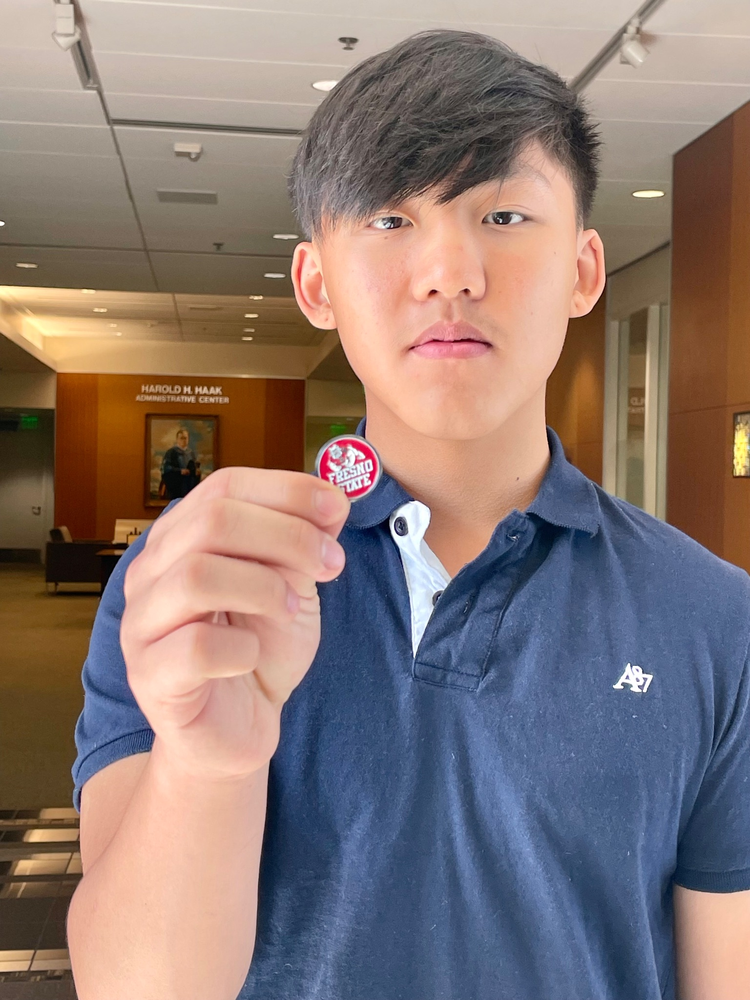 HAROLD H. HAAK
ADMINISTRATIVE CENTER
FRESNO
STATE
A87